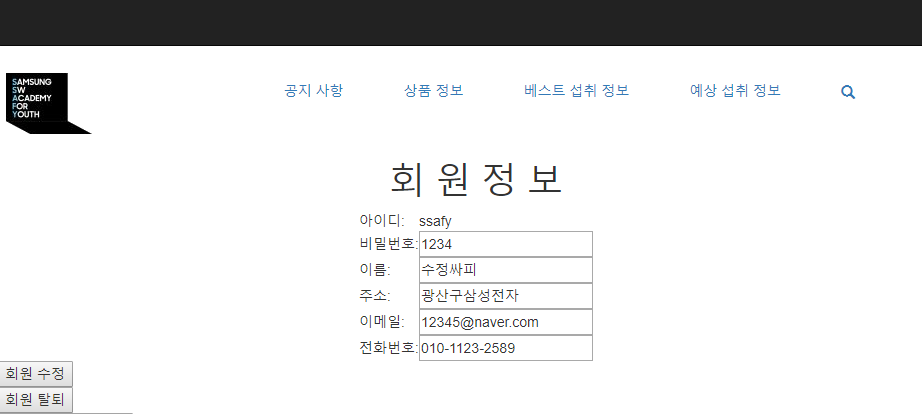 SAMSUNG
SW
ACADEMY
FOR
YOUTH
공지 사항 상품 정보 베스트 섭취 정보 예상 섭취 정보
회 원 정 보
아이디: ssafy
비밀번호: 1234
이름: 수정싸피
주소: 광산구삼성전자
이메일: 12345@naver.com
전화번호: 010-1123-2589
회원 수정
회원 탈퇴